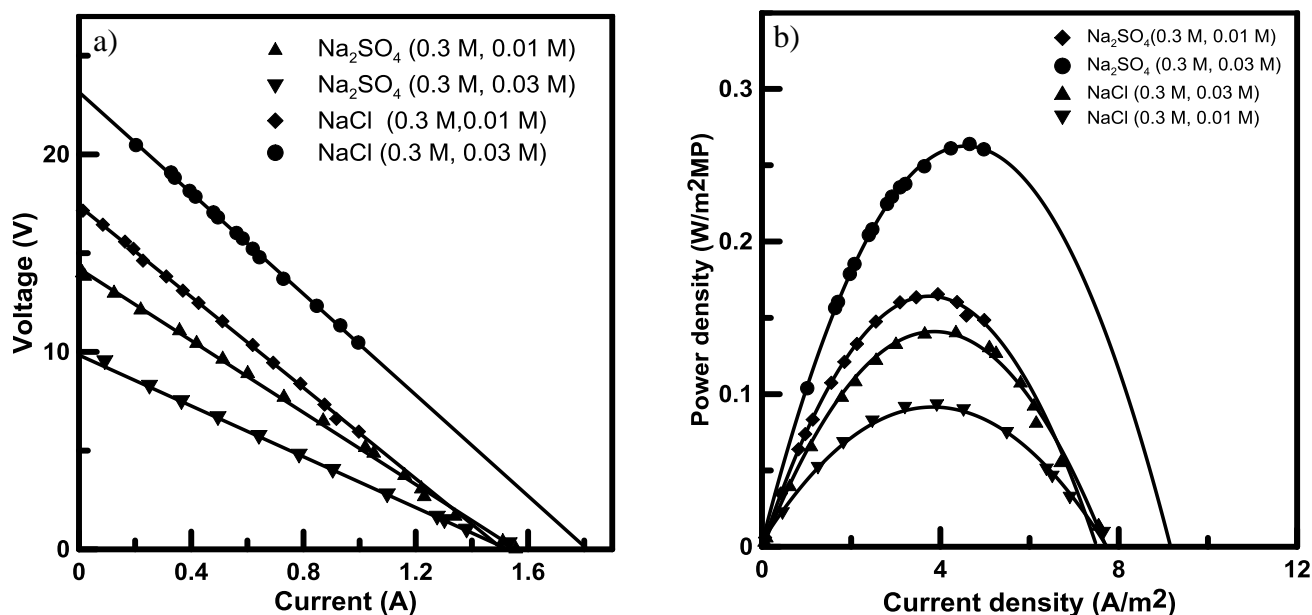 a)
Na₂SO₄ (0.3 M, 0.01 M)
Na₂SO₄ (0.3 M, 0.03 M)
NaCl (0.3 M,0.01 M)
NaCl (0.3 M, 0.03 M)
Voltage (V)
20
10
0
0
0.4
0.8
1.2
1.6
Current (A)
b)
Na₂SO₄(0.3 M, 0.01 M)
Na₂SO₄ (0.3 M, 0.03 M)
NaCl (0.3 M, 0.03 M)
NaCl (0.3 M, 0.01 M)
Power density (W/m2MP)
0.3
0.2
0.1
0
0
4
8
12
Current density (A/m2)